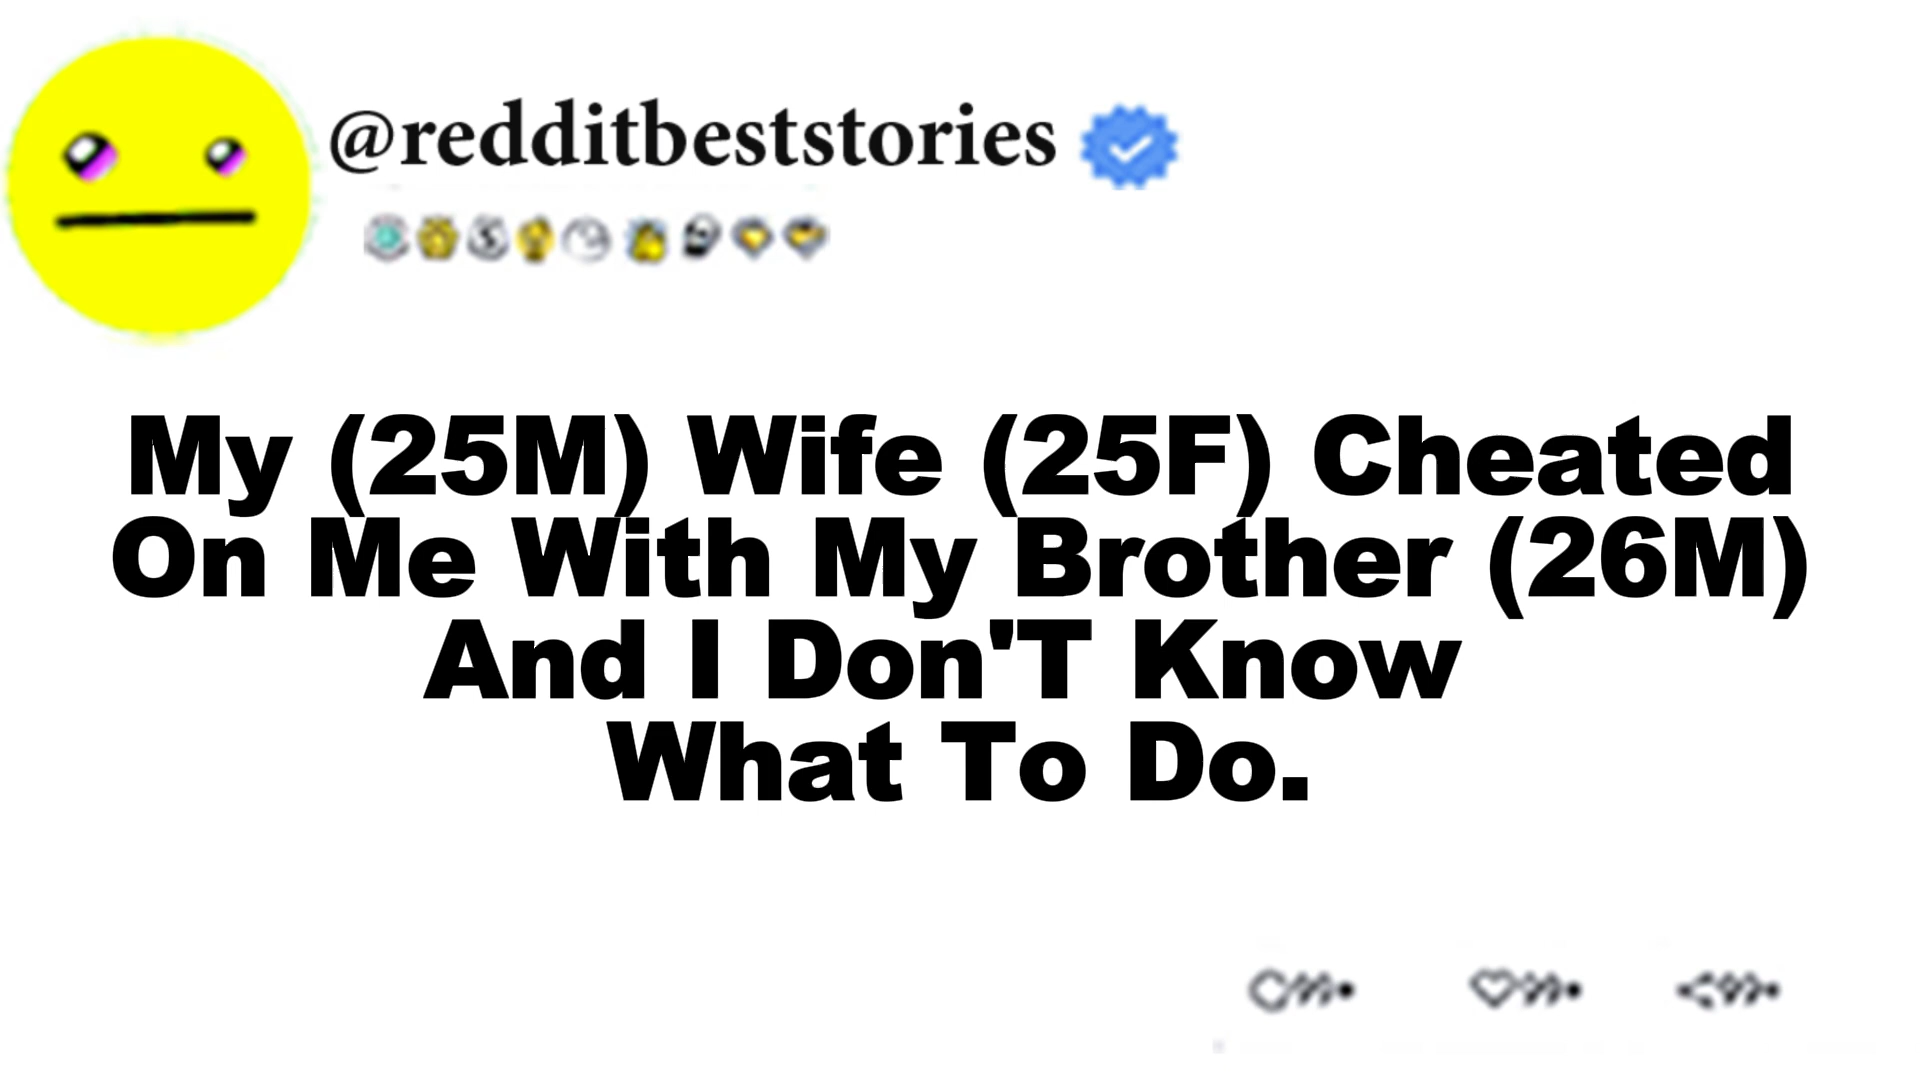 @redditbeststories
My (25M) Wife (25F) Cheated
On Me With My Brother (26M)
And I Don'T Know
What To Do.